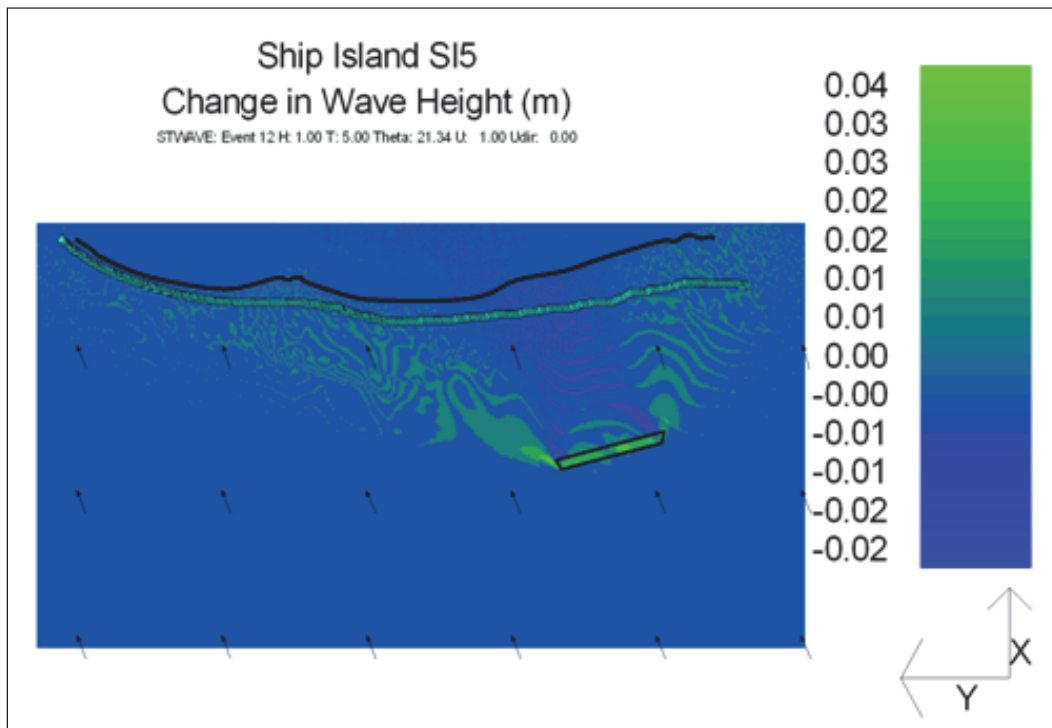 Ship Island SI5
Change in Wave Height (m)
STWAVE: Event 12 H: 1.00 T: 5.00 Theta: 21.34 U: 1.00 Udir: 0.00
0.04
0.03
0.03
0.02
0.02
0.01
0.01
0.00
-0.00
-0.01
-0.01
-0.02
-0.02
X
Y